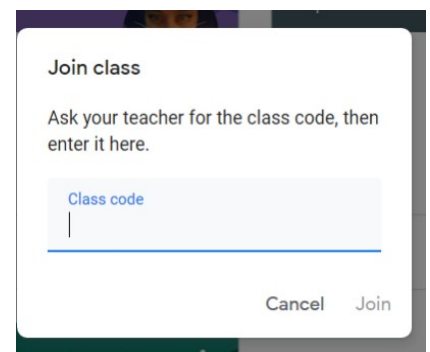 Join class
Ask your teacher for the class code, then
enter it here.
Class code
Cancel Join